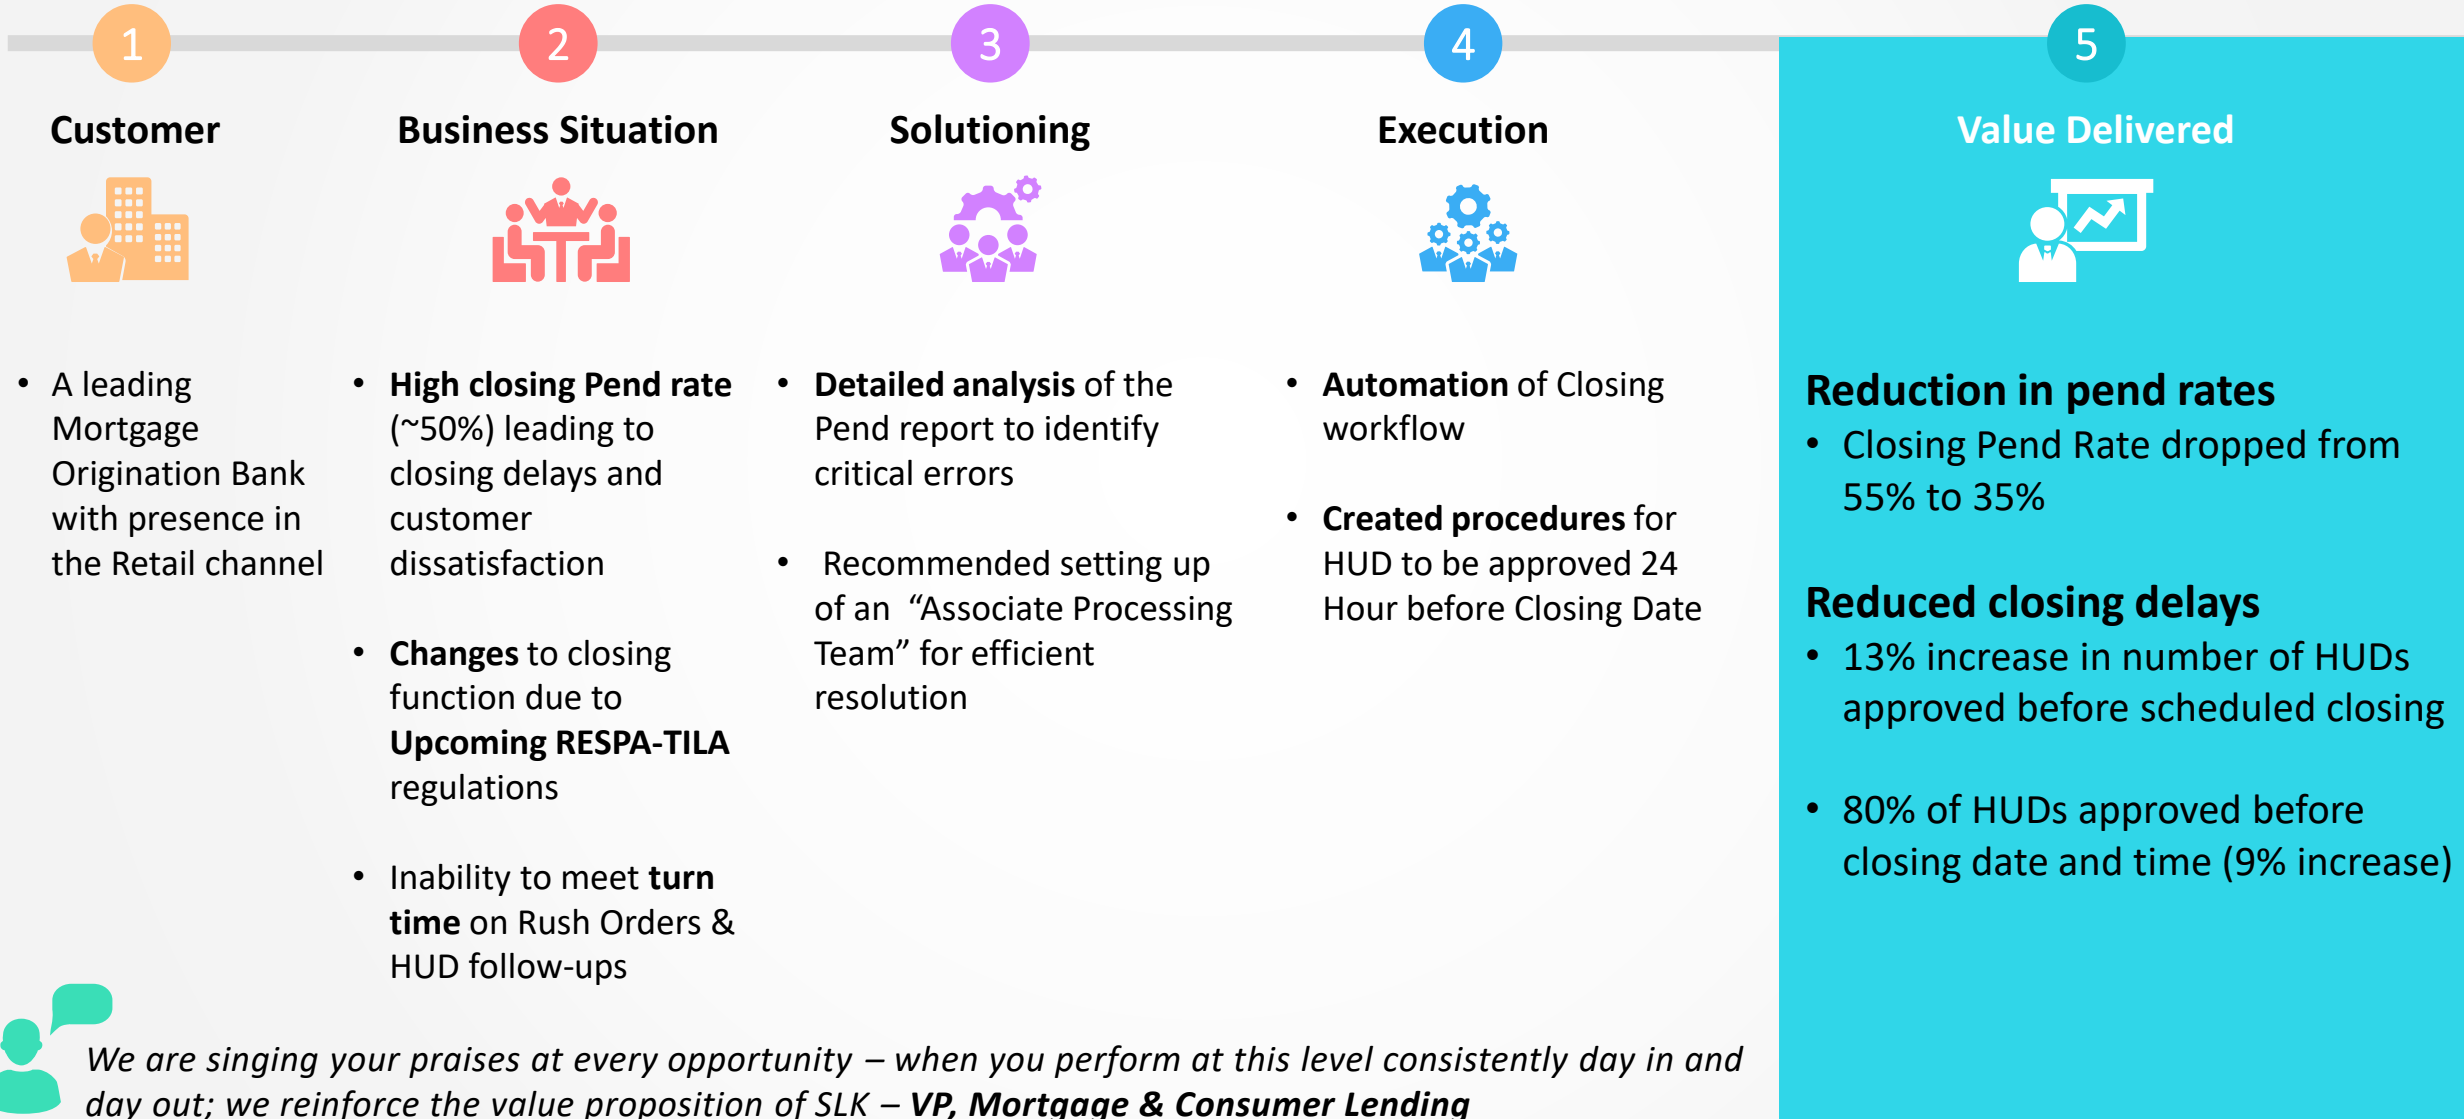 1
Customer
• A leading
Mortgage
Origination Bank
with presence in
the Retail channel
2
Business Situation
• High closing Pend rate
(~50%) leading to
closing delays and
customer
dissatisfaction
• Changes to closing
function due to
Upcoming RESPA-TILA
regulations
• Inability to meet turn
time on Rush Orders &
HUD follow-ups
3
Solutioning
• Detailed analysis of the
Pend report to identify
critical errors
• Recommended setting up
of an “Associate Processing
Team” for efficient
resolution
4
Execution
• Automation of Closing
workflow
• Created procedures for
HUD to be approved 24
Hour before Closing Date
5
Value Delivered
Reduction in pend rates
• Closing Pend Rate dropped from
55% to 35%
Reduced closing delays
• 13% increase in number of HUDs
approved before scheduled closing
• 80% of HUDs approved before
closing date and time (9% increase)
We are singing your praises at every opportunity – when you perform at this level consistently day in and
day out; we reinforce the value proposition of SLK – VP, Mortgage & Consumer Lending